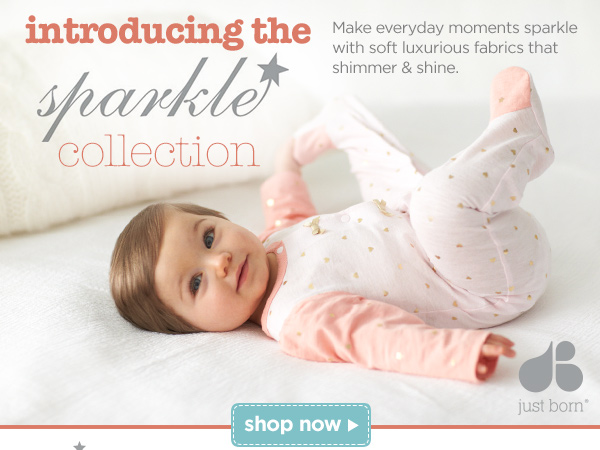 introducing the
sparkle
collection
Make everyday moments sparkle
with soft luxurious fabrics that
shimmer & shine.
just born®
shop now ▶